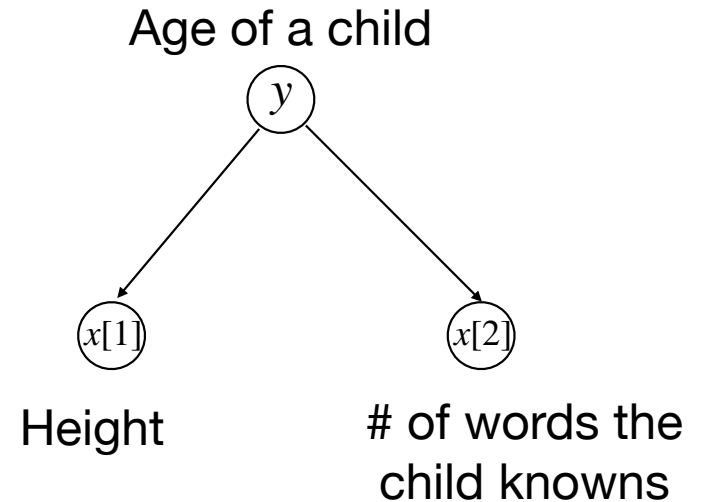 Age of a child
y
x[1]
x[2]
Height
# of words the
child knowns